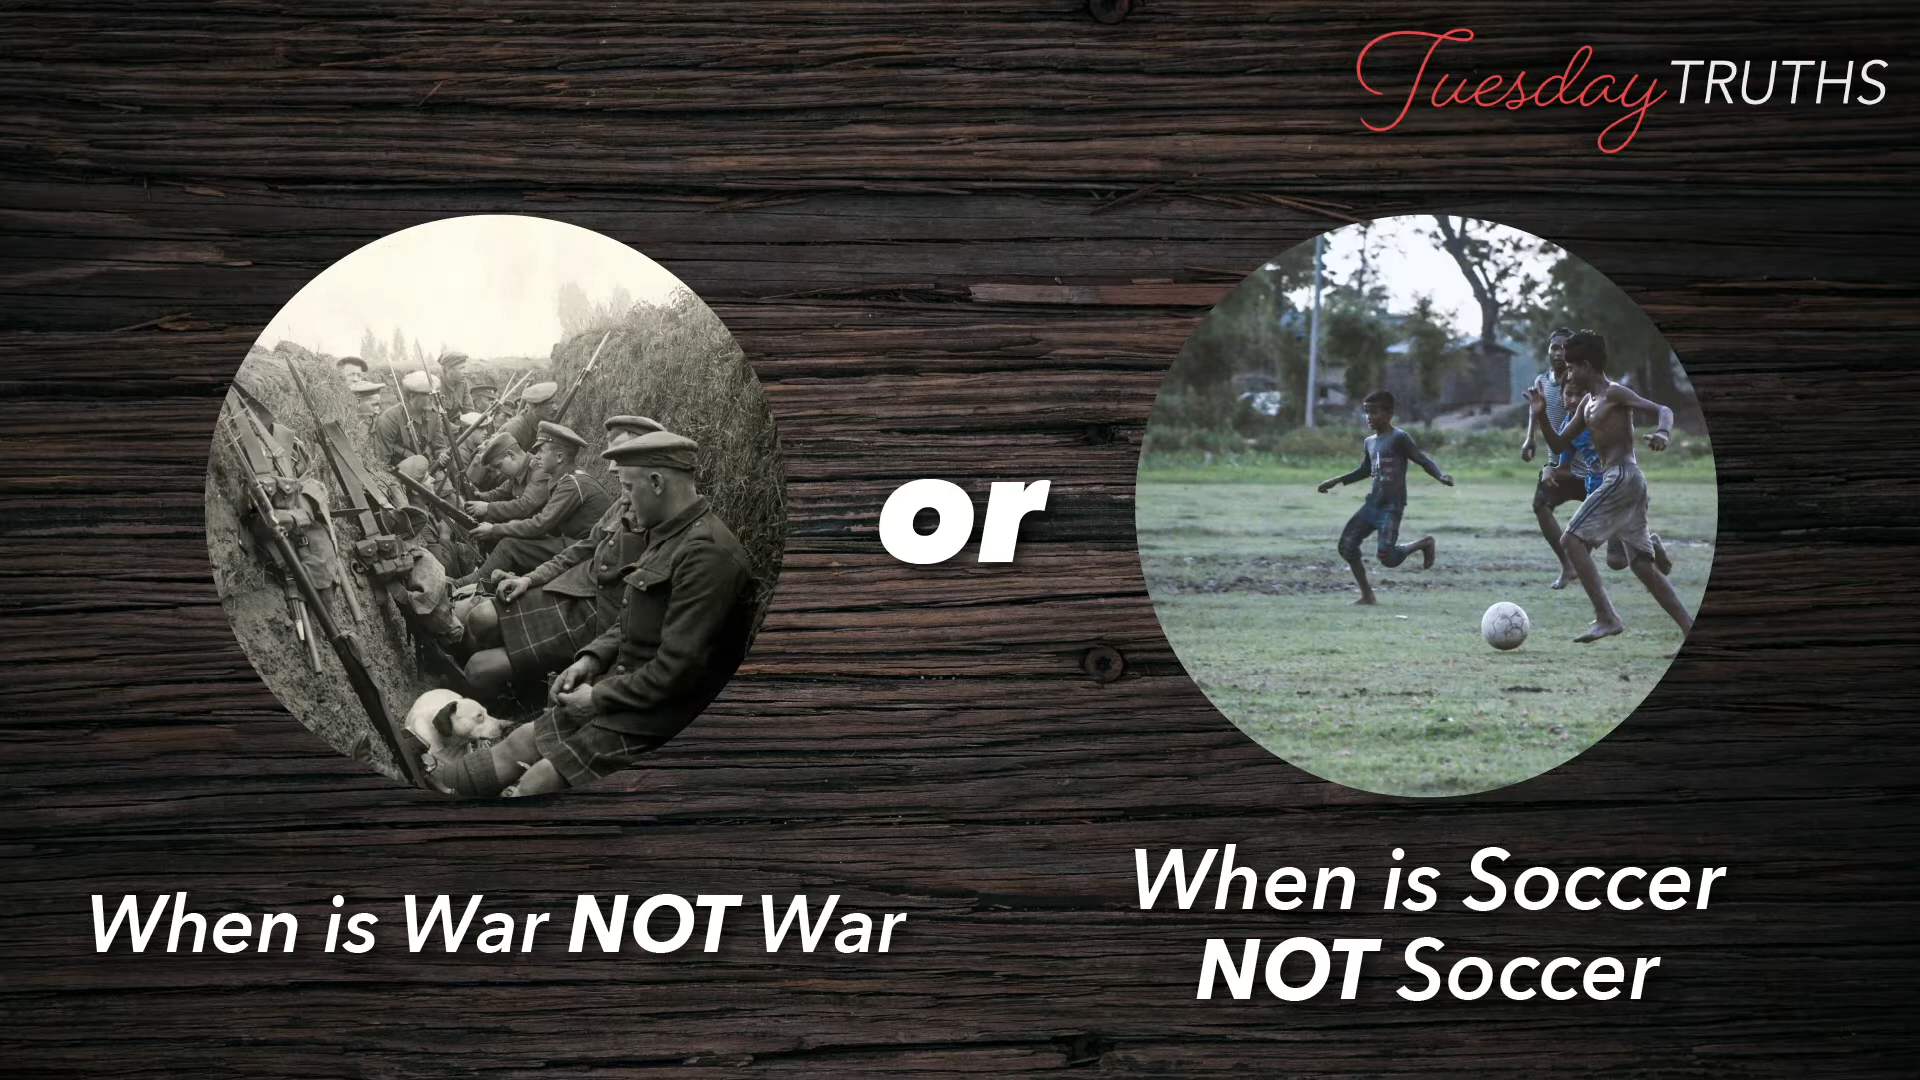 Tuesday TRUTHS
or
When is War NOT War
When is Soccer
NOT Soccer